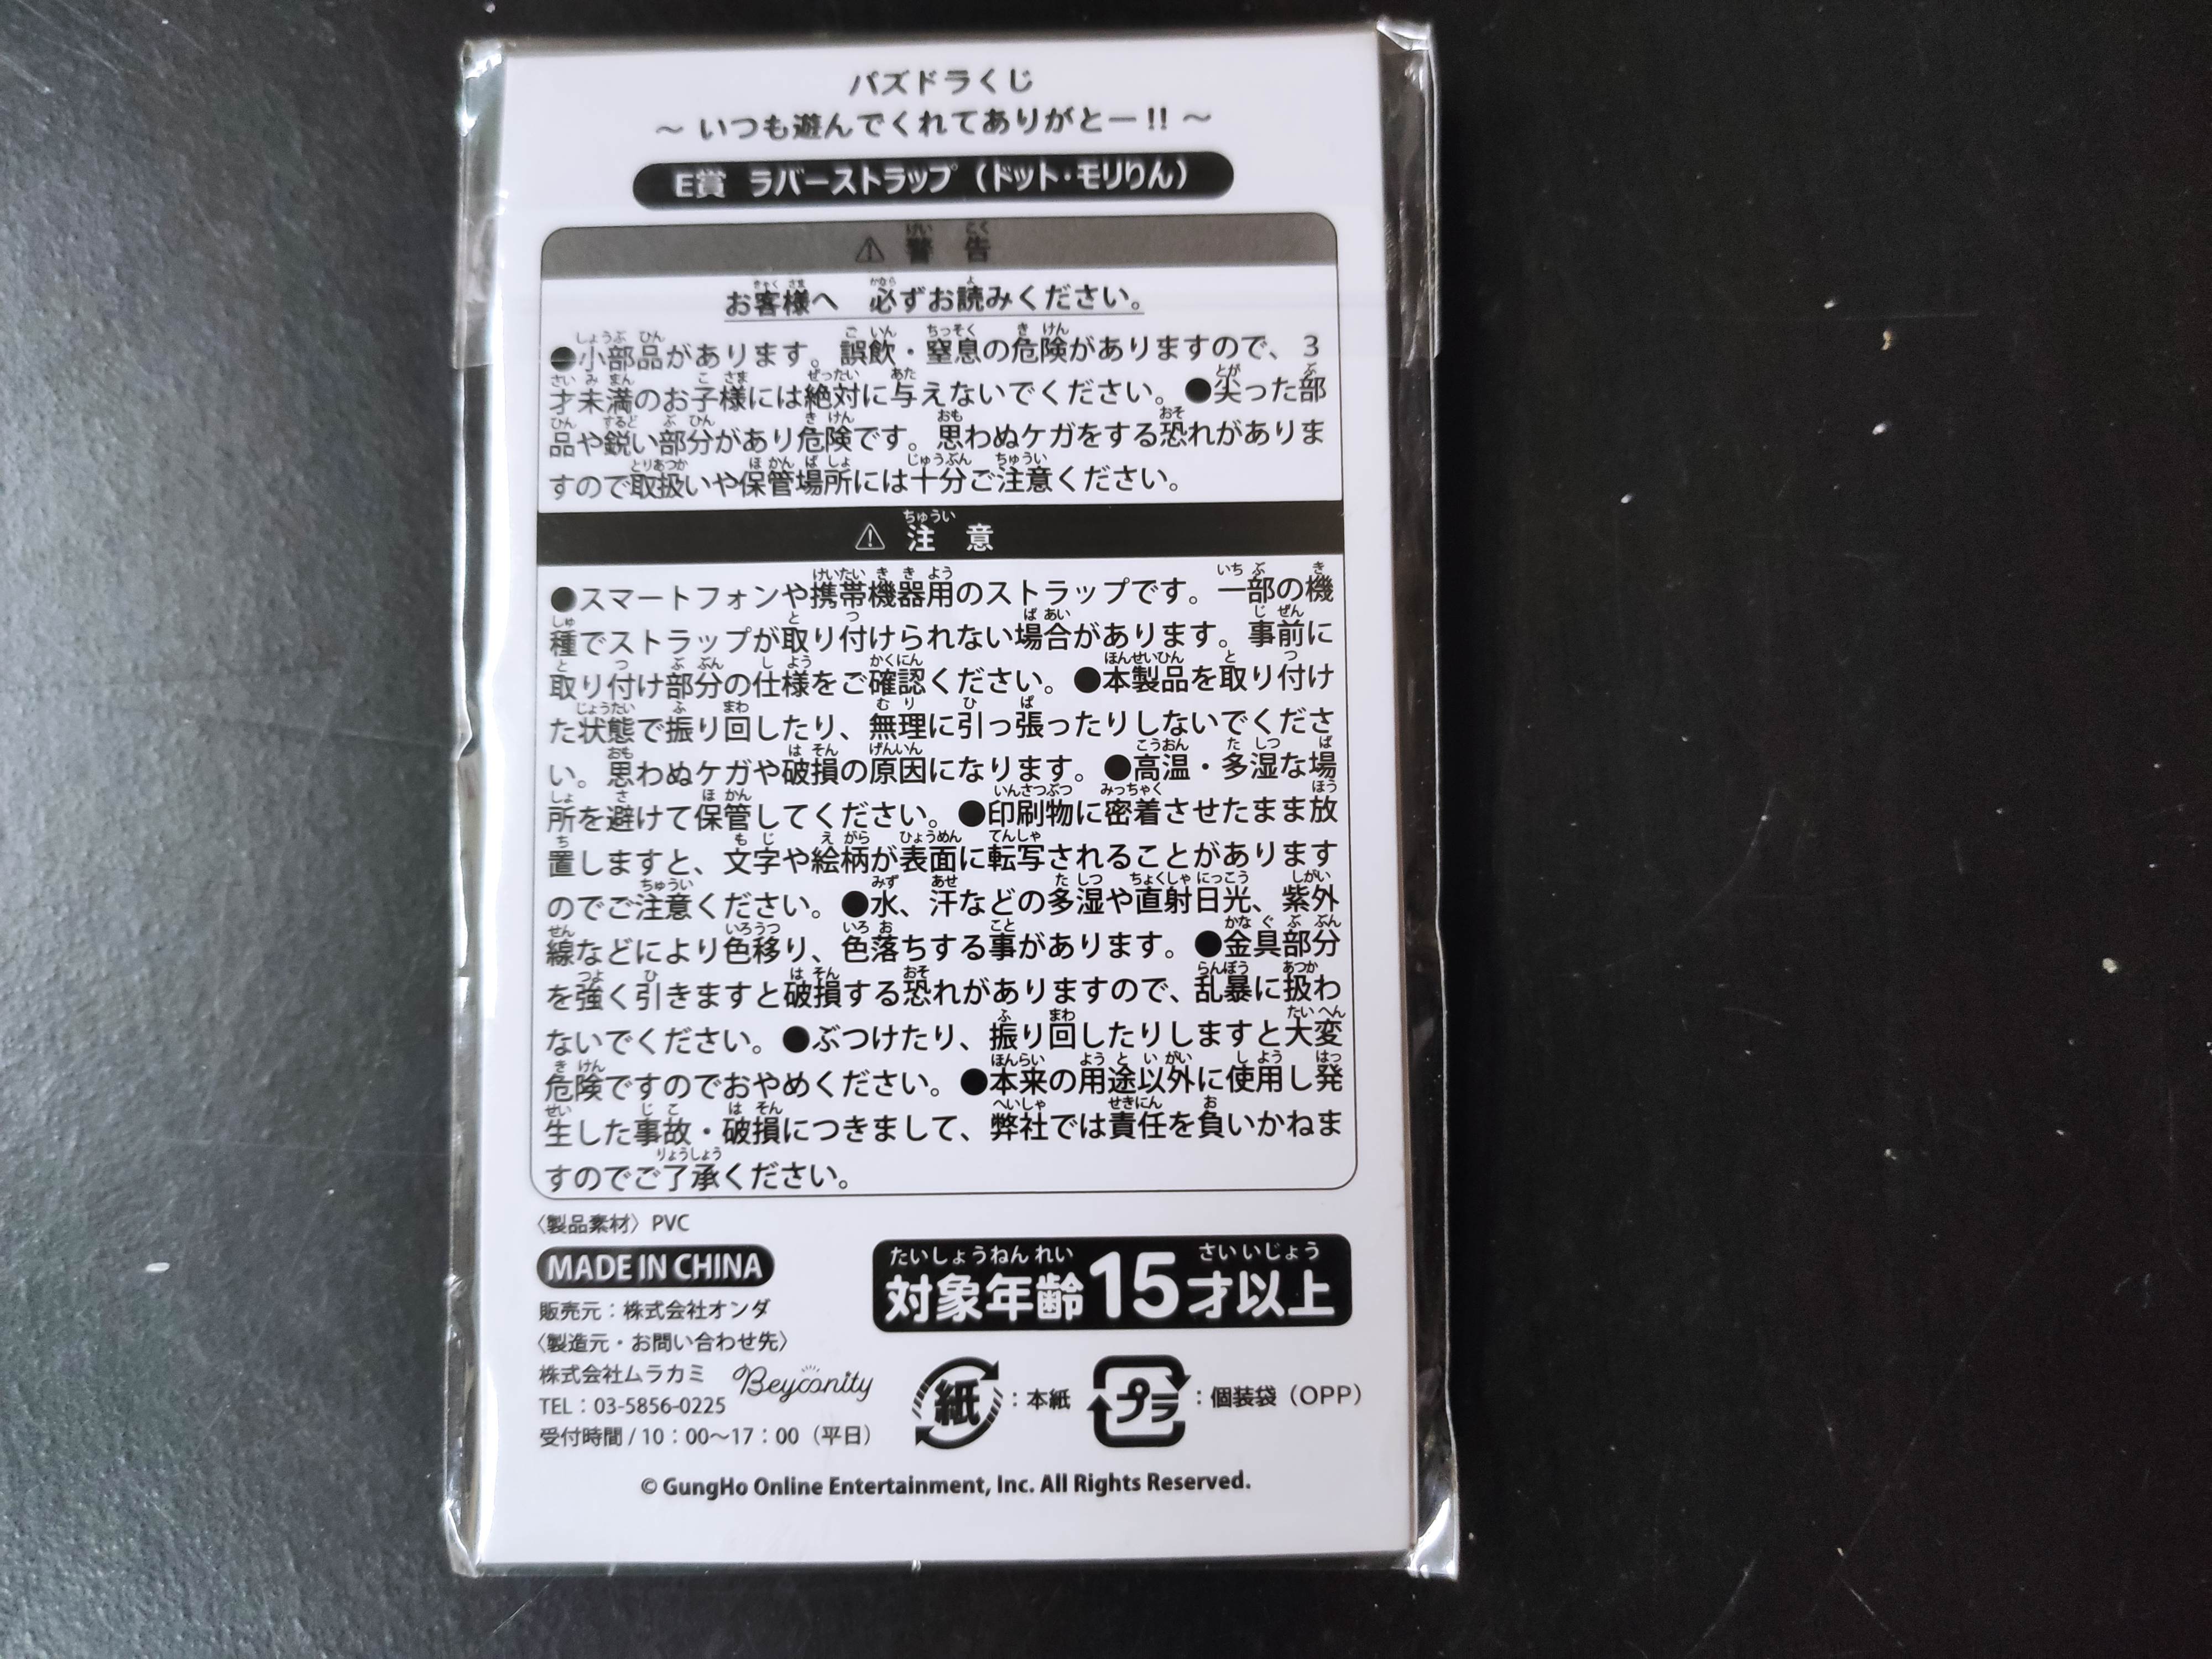 パズドラくじ
～ いつも遊んでくれてありがとー!! ～
E賞 ラバーストラップ（ドット・モリりん）
⚠ 警告
お客様へ 必ずお読みください。
●小部品があります。誤飲・窒息の危険がありますので、３
才未満のお子様には絶対に与えないでください。●尖った部
品や鋭い部分があり危険です。思わぬケガをする恐れがありま
すので取扱いや保管場所には十分ご注意ください。
⚠ 注意
●スマートフォンや携帯機器用のストラップです。一部の機
種でストラップが取り付けられない場合があります。事前に
取り付け部分の仕様をご確認ください。●本製品を取り付け
た状態で振り回したり、無理に引っ張ったりしないでくださ
い。思わぬケガや破損の原因になります。●高温・多湿な場
所を避けて保管してください。●印刷物に密着させたまま放
置しますと、文字や絵柄が表面に転写されることがあります
のでご注意ください。●水、汗などの多湿や直射日光、紫外
線などにより色移り、色落ちする事があります。●金具部分
を強く引きますと破損する恐れがありますので、乱暴に扱わ
ないでください。●ぶつけたり、振り回したりしますと大変
危険ですのでおやめください。●本来の用途以外に使用し発
生した事故・破損につきまして、弊社では責任を負いかねま
すのでご了承ください。
〈製品素材〉PVC
MADE IN CHINA
対象年齢15才以上
販売元：株式会社オンダ
〈製造元・お問い合わせ先〉
株式会社ムラカミ Beyconity
TEL：03-5856-0225
受付時間 / 10：00～17：00（平日）
紙：本紙 プラ：個装袋（OPP）
© GungHo Online Entertainment, Inc. All Rights Reserved.